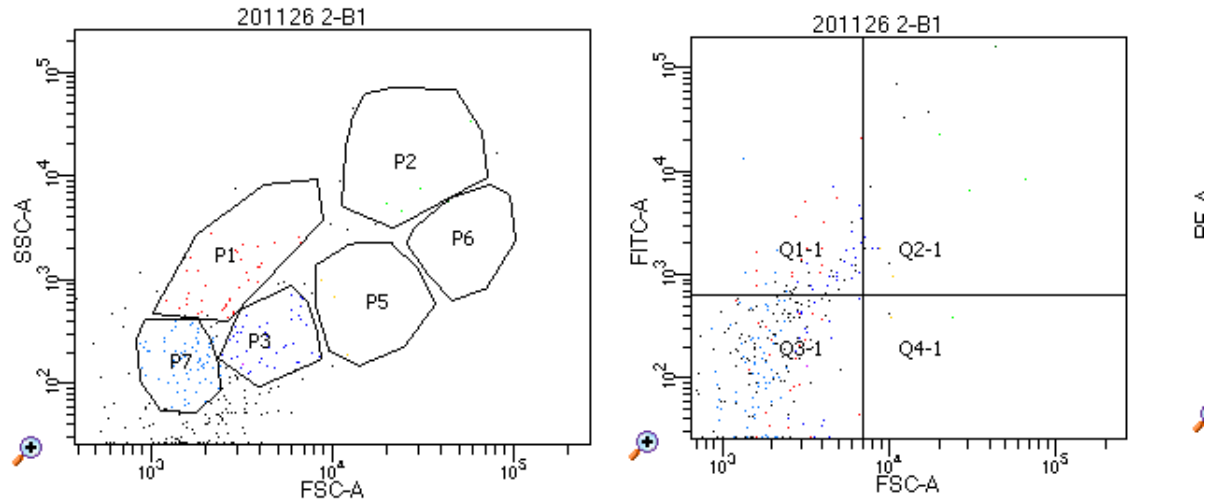 201126 2-B1
SSC-A
10^5
10^4
10^3
10^2
P2
P1
P6
P5
P3
P7
10^3
10^4
10^5
FSC-A
201126 2-B1
FITC-A
10^5
10^4
10^3
10^2
Q1-1
Q2-1
Q3-1
Q4-1
10^3
10^4
10^5
FSC-A